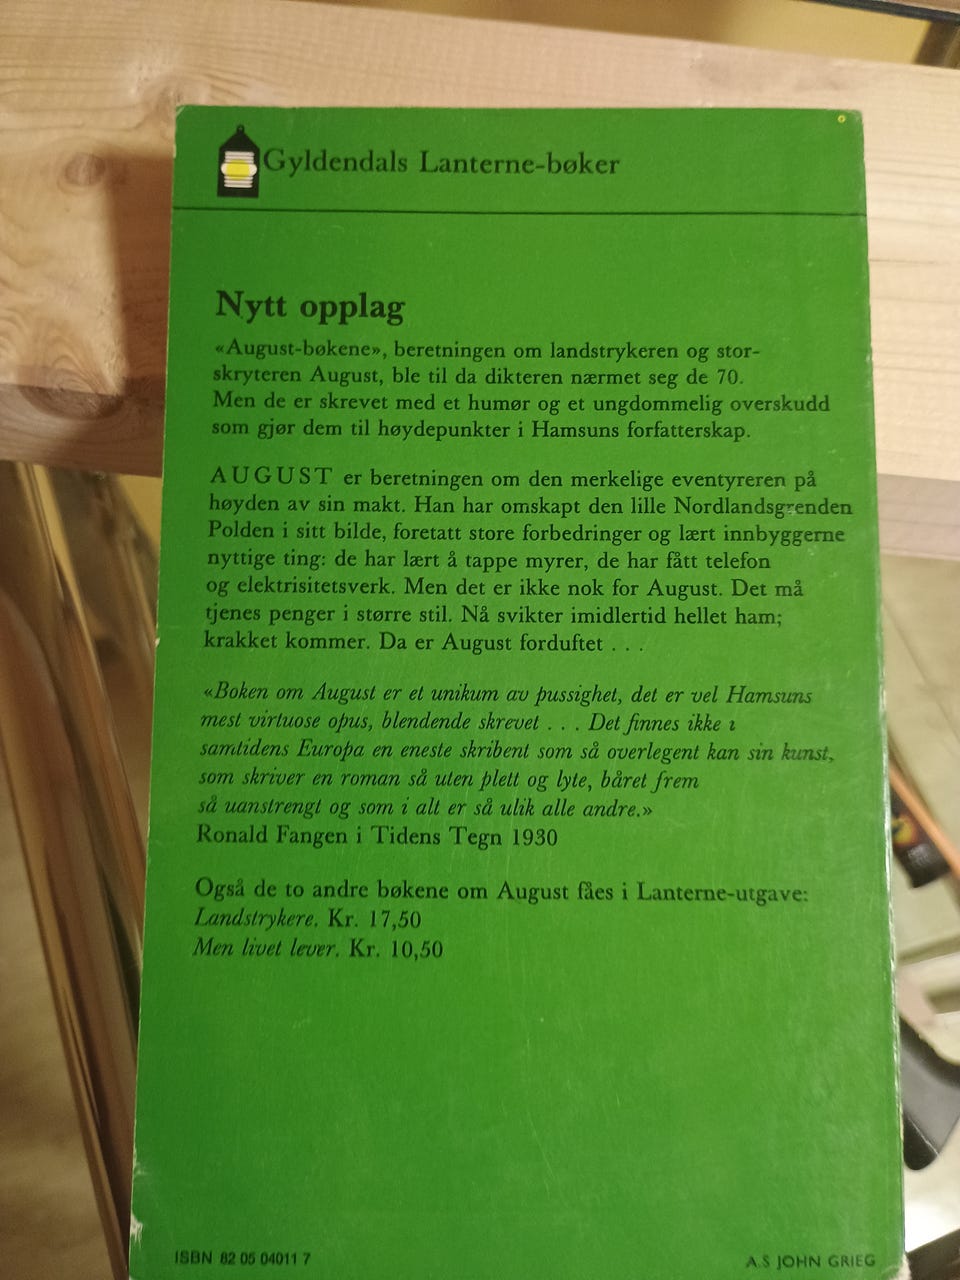 Gyldendals Lanterne-bøker
Nytt opplag
«August-bøkene», beretningen om landstrykeren og stor-
skryteren August, ble til da dikteren nærmet seg de 70.
Men de er skrevet med et humør og et ungdommelig overskudd
som gjør dem til høydepunkter i Hamsuns forfatterskap.
AUGUST er beretningen om den merkelige eventyreren på
høyden av sin makt. Han har omskapt den lille Nordlandsgrenden
Polden i sitt bilde, foretatt store forbedringer og lært innbyggerne
nyttige ting: de har lært å tappe myrer, de har fått telefon
og elektrisitetsverk. Men det er ikke nok for August. Det må
tjenes penger i større stil. Nå svikter imidlertid hellet ham;
krakket kommer. Da er August forduftet . . .
«Boken om August er et unikum av pussighet, det er vel Hamsuns
mest virtuose opus, blendende skrevet . . . Det finnes ikke i
samtidens Europa en eneste skribent som så overlegent kan sin kunst,
som skriver en roman så uten plett og lyte, båret frem
så uanstrengt og som i alt er så ulik alle andre.»
Ronald Fangen i Tidens Tegn 1930
Også de to andre bøkene om August fåes i Lanterne-utgave:
Landstrykere. Kr. 17,50
Men livet lever. Kr. 10,50
ISBN 82 05 04011 7
A.S JOHN GRIEG